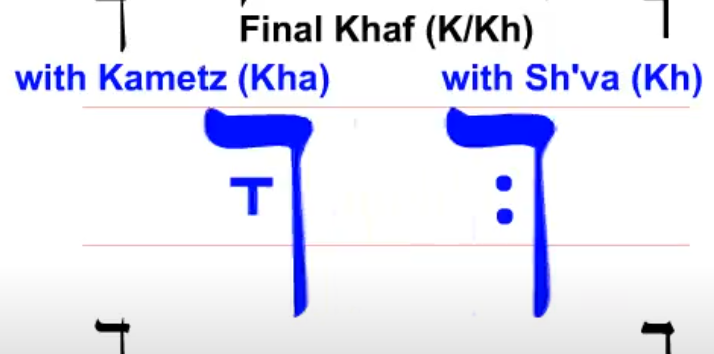 Final Khaf (K/Kh)
with Kametz (Kha) with Sh'va (Kh)
ךָ ךְ